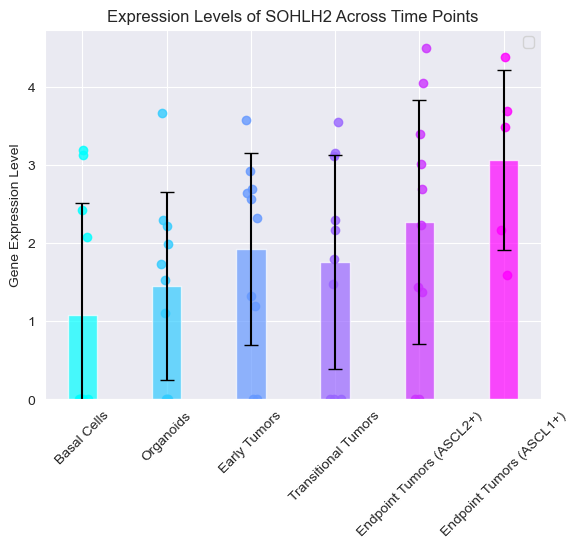 Expression Levels of SOHLH2 Across Time Points
Gene Expression Level
4
3
2
1
0
Basal Cells
Organoids
Early Tumors
Transitional Tumors
Endpoint Tumors (ASCL2+)
Endpoint Tumors (ASCL1+)